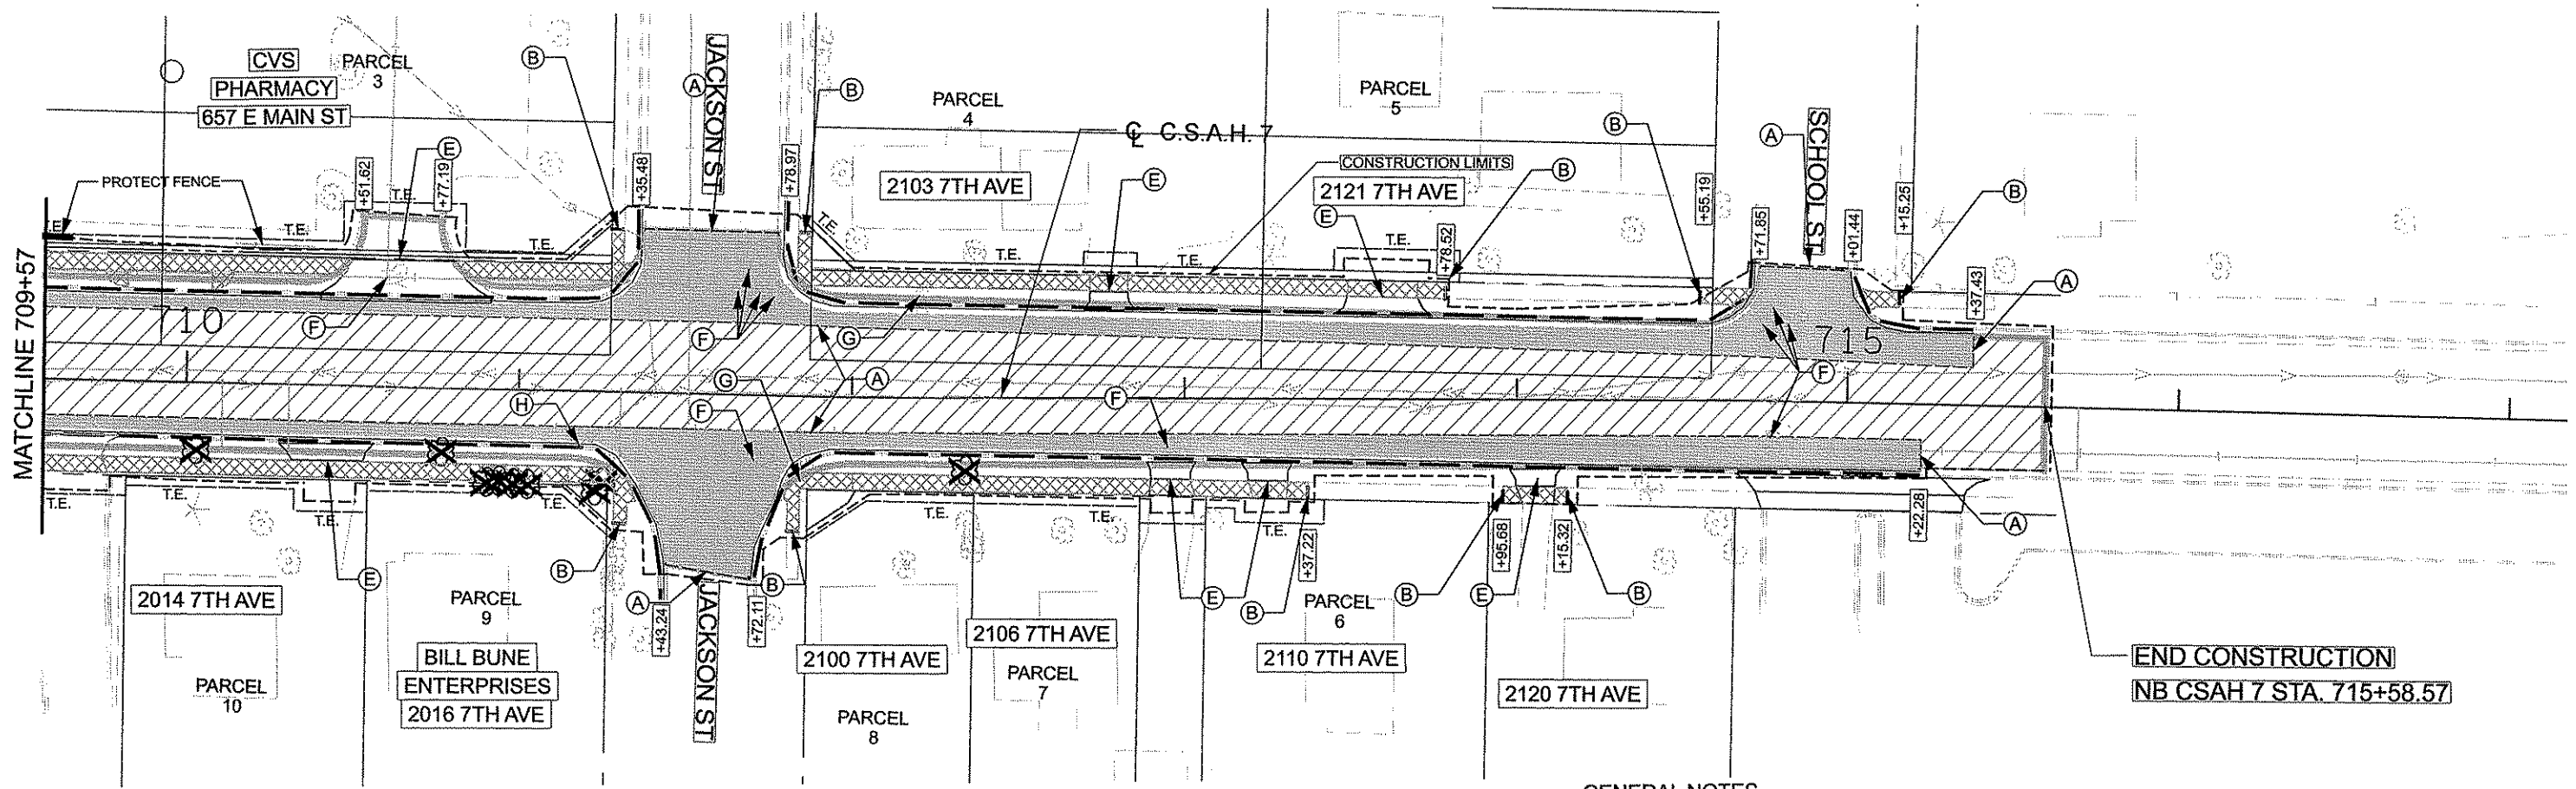 CVS
PHARMACY
657 E MAIN ST
PARCEL
3
B
A
JACKSON ST
B
PARCEL
4
℄ C.S.A.H. 7
PARCEL
5
B
A
SCHOOL ST
PROTECT FENCE
+51.62
+77.19
E
T.E.
+35.48
+78.97
2103 7TH AVE
E
CONSTRUCTION LIMITS
2121 7TH AVE
B
+55.19
+15.25
B
T.E.
T.E.
T.E.
T.E.
T.E.
T.E.
E
T.E.
+78.52
+71.85
+01.44
+37.43
A
MATCHLINE 709+57
710
F
F
G
715
G
A
F
H
F
F
T.E.
T.E.
T.E.
T.E.
T.E.
T.E.
E
B
A
+43.24
+72.11
B
JACKSON ST
E
B
+37.22
B
+95.68
E
+15.32
B
+22.28
A
2014 7TH AVE
PARCEL
10
PARCEL
9
BILL BUNE
ENTERPRISES
2016 7TH AVE
2100 7TH AVE
PARCEL
8
2106 7TH AVE
PARCEL
7
PARCEL
6
2110 7TH AVE
2120 7TH AVE
END CONSTRUCTION
NB CSAH 7 STA. 715+58.57
GENERAL NOTES